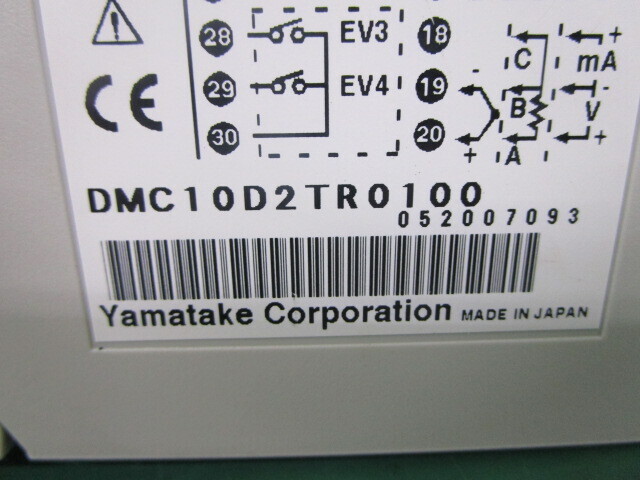 28 EV3 18 + C mA
29 EV4 - 19 B - V
30 20 + A +
DMC10D2TR0100
052007093
Yamatake Corporation MADE IN JAPAN
CE